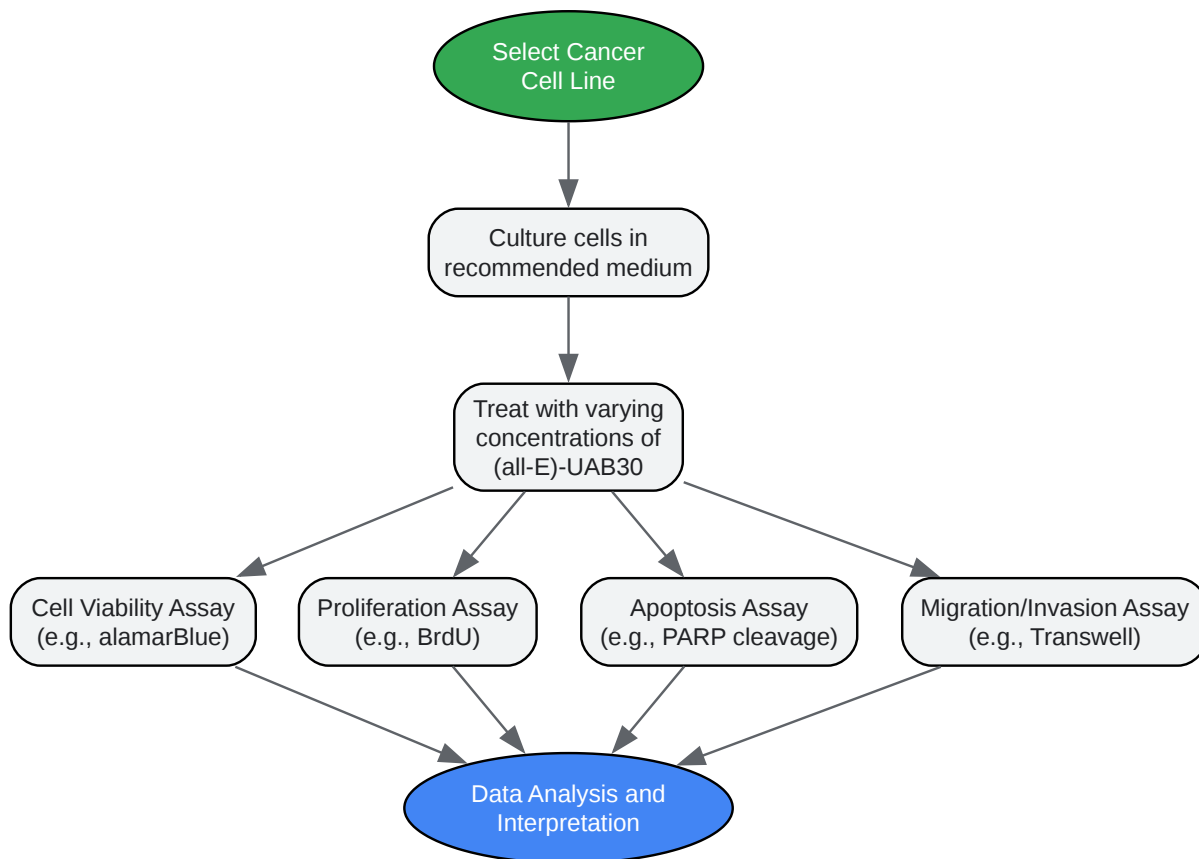 Select Cancer
Cell Line
Culture cells in
recommended medium
Treat with varying
concentrations of
(all-E)-UAB30
Cell Viability Assay
(e.g., alamarBlue)
Proliferation Assay
(e.g., BrdU)
Apoptosis Assay
(e.g., PARP cleavage)
Migration/Invasion Assay
(e.g., Transwell)
Data Analysis and
Interpretation